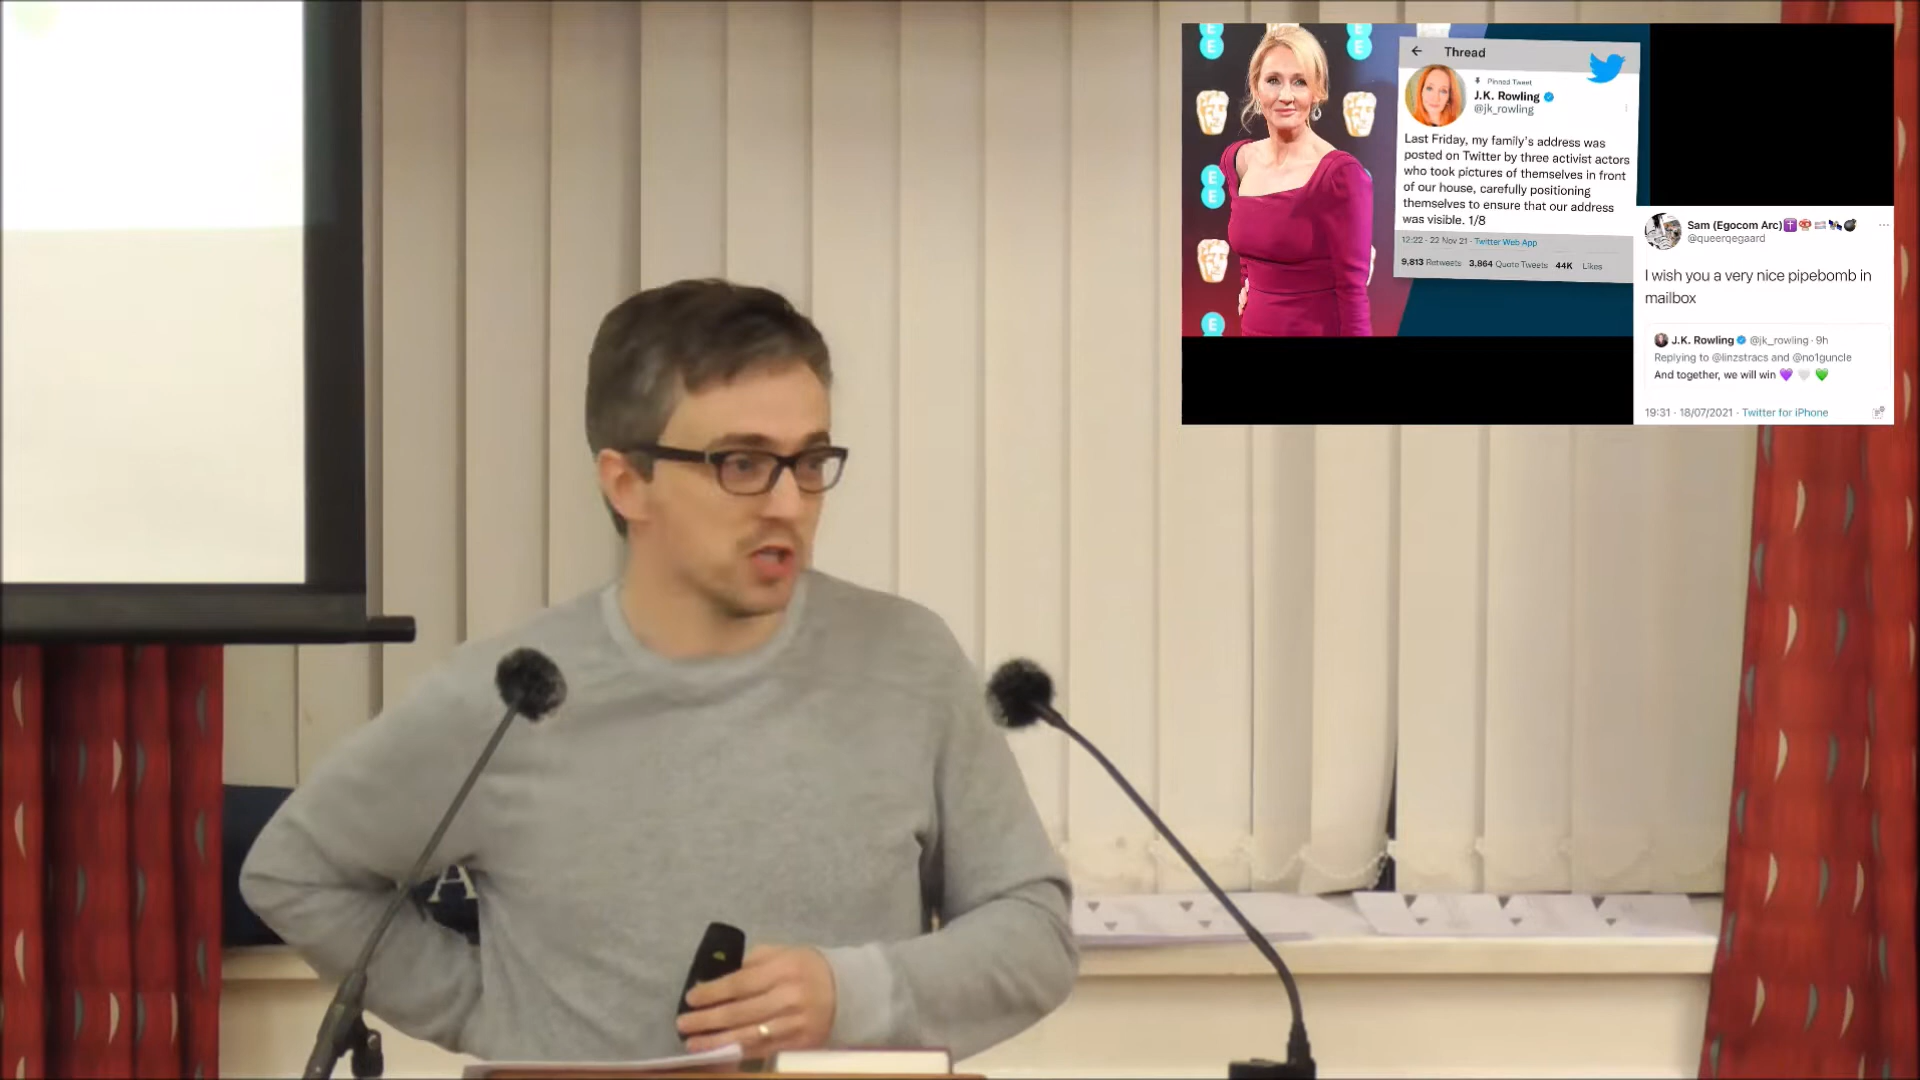 Thread
Pinned Tweet
J.K. Rowling
@jk_rowling
Last Friday, my family's address was
posted on Twitter by three activist actors
who took pictures of themselves in front
of our house, carefully positioning
themselves to ensure that our address
was visible. 1/8
12:22 - 22 Nov 21 - Twitter Web App
9,813 Retweets 3,864 Quote Tweets 44K Likes
Sam (Egocom Arc)
@queerqegaard
I wish you a very nice pipebomb in
mailbox
J.K. Rowling @jk_rowling · 9h
Replying to @linzstracs and @no1guncle
And together, we will win 💜 🤍 💚
19:31 · 18/07/2021 · Twitter for iPhone
A